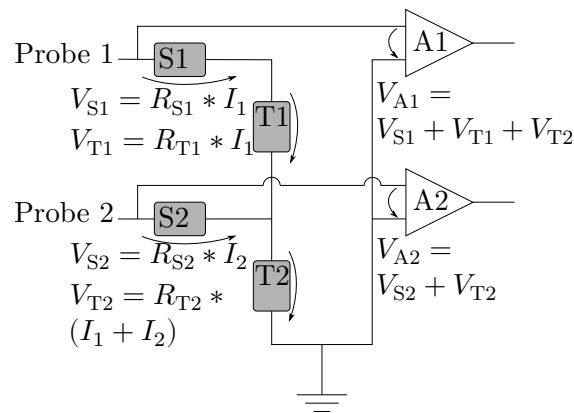 A1
Probe 1
S1
V_S1 = R_S1 * I_1
V_T1 = R_T1 * I_1
T1
V_A1 =
V_S1 + V_T1 + V_T2
A2
Probe 2
S2
V_S2 = R_S2 * I_2
V_T2 = R_T2 *
(I_1 + I_2)
T2
V_A2 =
V_S2 + V_T2